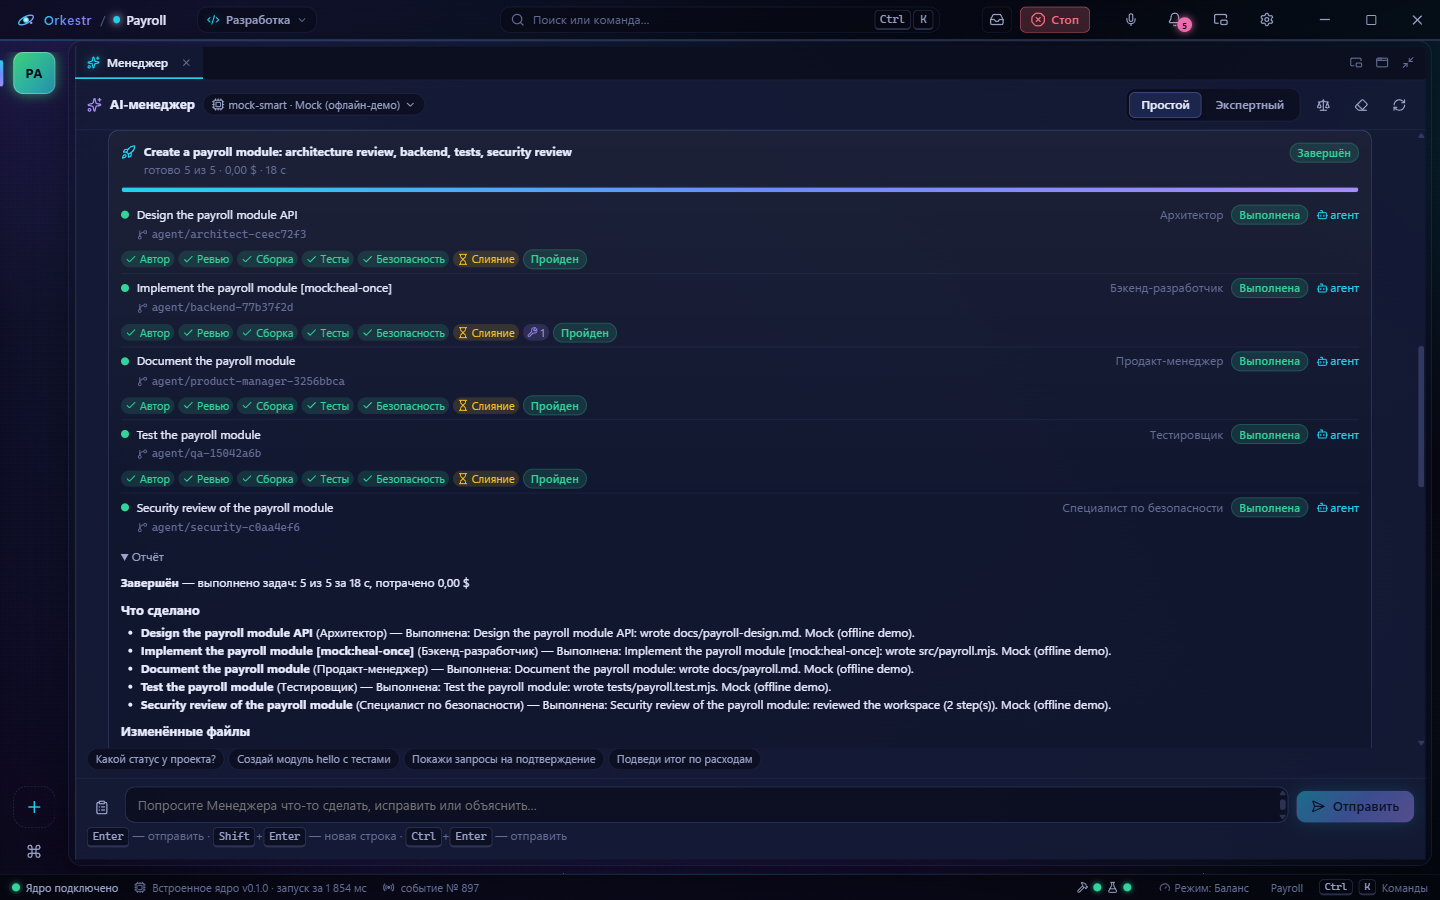 Orkestr / Payroll
Разработка
Поиск или команда...
Ctrl K
Стоп
5
PA
Менеджер
AI-менеджер
mock-smart · Mock (офлайн-демо)
Простой
Экспертный
Create a payroll module: architecture review, backend, tests, security review
Завершён
готово 5 из 5 · 0,00 $ · 18 с
Design the payroll module API
Архитектор Выполнена агент
agent/architect-ceec72f3
Автор Ревью Сборка Тесты Безопасность Слияние Пройден
Implement the payroll module [mock:heal-once]
Бэкенд-разработчик Выполнена агент
agent/backend-77b37f2d
Автор Ревью Сборка Тесты Безопасность Слияние 1 Пройден
Document the payroll module
Продакт-менеджер Выполнена агент
agent/product-manager-3256bbca
Автор Ревью Сборка Тесты Безопасность Слияние Пройден
Test the payroll module
Тестировщик Выполнена агент
agent/qa-15042a6b
Автор Ревью Сборка Тесты Безопасность Слияние Пройден
Security review of the payroll module
Специалист по безопасности Выполнена агент
agent/security-c0aa4ef6
▼ Отчёт
Завершён — выполнено задач: 5 из 5 за 18 с, потрачено 0,00 $
Что сделано
• Design the payroll module API (Архитектор) — Выполнена: Design the payroll module API: wrote docs/payroll-design.md. Mock (offline demo).
• Implement the payroll module [mock:heal-once] (Бэкенд-разработчик) — Выполнена: Implement the payroll module [mock:heal-once]: wrote src/payroll.mjs. Mock (offline demo).
• Document the payroll module (Продакт-менеджер) — Выполнена: Document the payroll module: wrote docs/payroll.md. Mock (offline demo).
• Test the payroll module (Тестировщик) — Выполнена: Test the payroll module: wrote tests/payroll.test.mjs. Mock (offline demo).
• Security review of the payroll module (Специалист по безопасности) — Выполнена: Security review of the payroll module: reviewed the workspace (2 step(s)). Mock (offline demo).
Изменённые файлы
Какой статус у проекта?
Создай модуль hello с тестами
Покажи запросы на подтверждение
Подведи итог по расходам
Попросите Менеджера что-то сделать, исправить или объяснить...
Отправить
Enter — отправить · Shift + Enter — новая строка · Ctrl + Enter — отправить
Ядро подключено
Встроенное ядро v0.1.0 · запуск за 1 854 мс
событие № 897
Режим: Баланс
Payroll
Ctrl K Команды